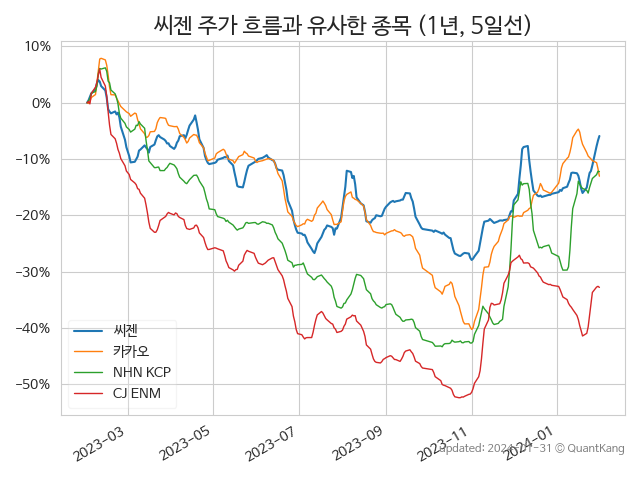 씨젠 주가 흐름과 유사한 종목 (1년, 5일선)
10%
0%
−10%
−20%
−30%
−40%
−50%
씨젠
카카오
NHN KCP
CJ ENM
2023-03
2023-05
2023-07
2023-09
2023-11
2024-01
updated: 2024-01-31 © QuantKang